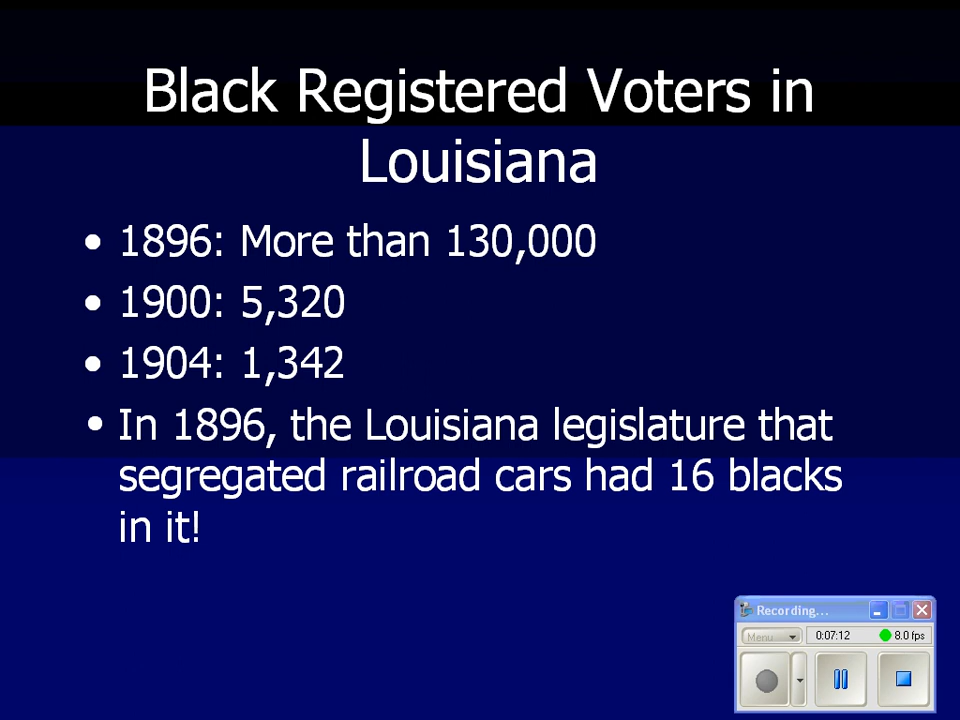 Black Registered Voters in
Louisiana
• 1896: More than 130,000
• 1900: 5,320
• 1904: 1,342
• In 1896, the Louisiana legislature that
segregated railroad cars had 16 blacks
in it!
Recording...
Menu 0:07:12 8.0 fps